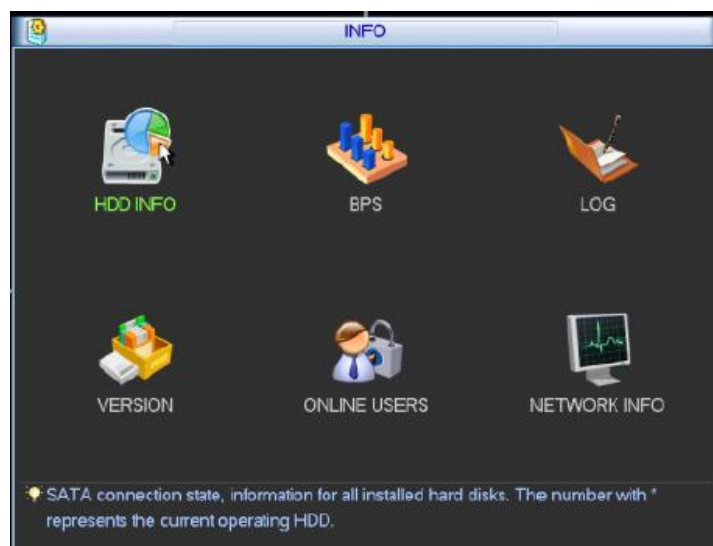 INFO
HDD INFO
BPS
LOG
VERSION
ONLINE USERS
NETWORK INFO
SATA connection state, information for all installed hard disks. The number with *
represents the current operating HDD.